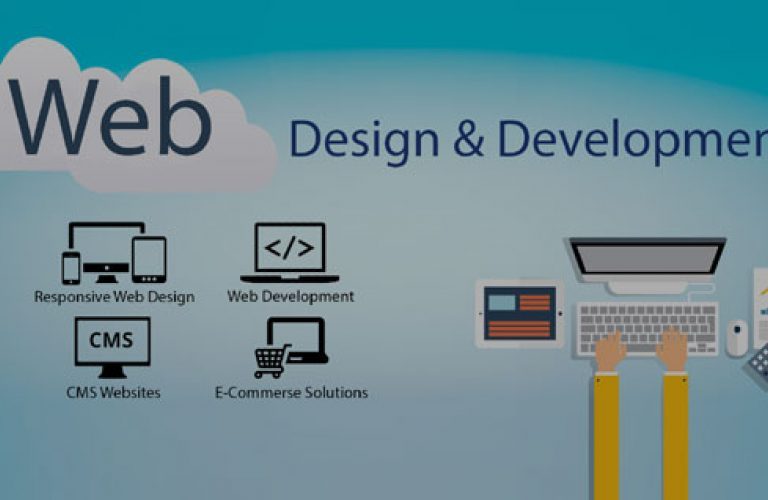 Web
Design & Developmen
</>
Responsive Web Design
Web Development
CMS
CMS Websites
E-Commerse Solutions